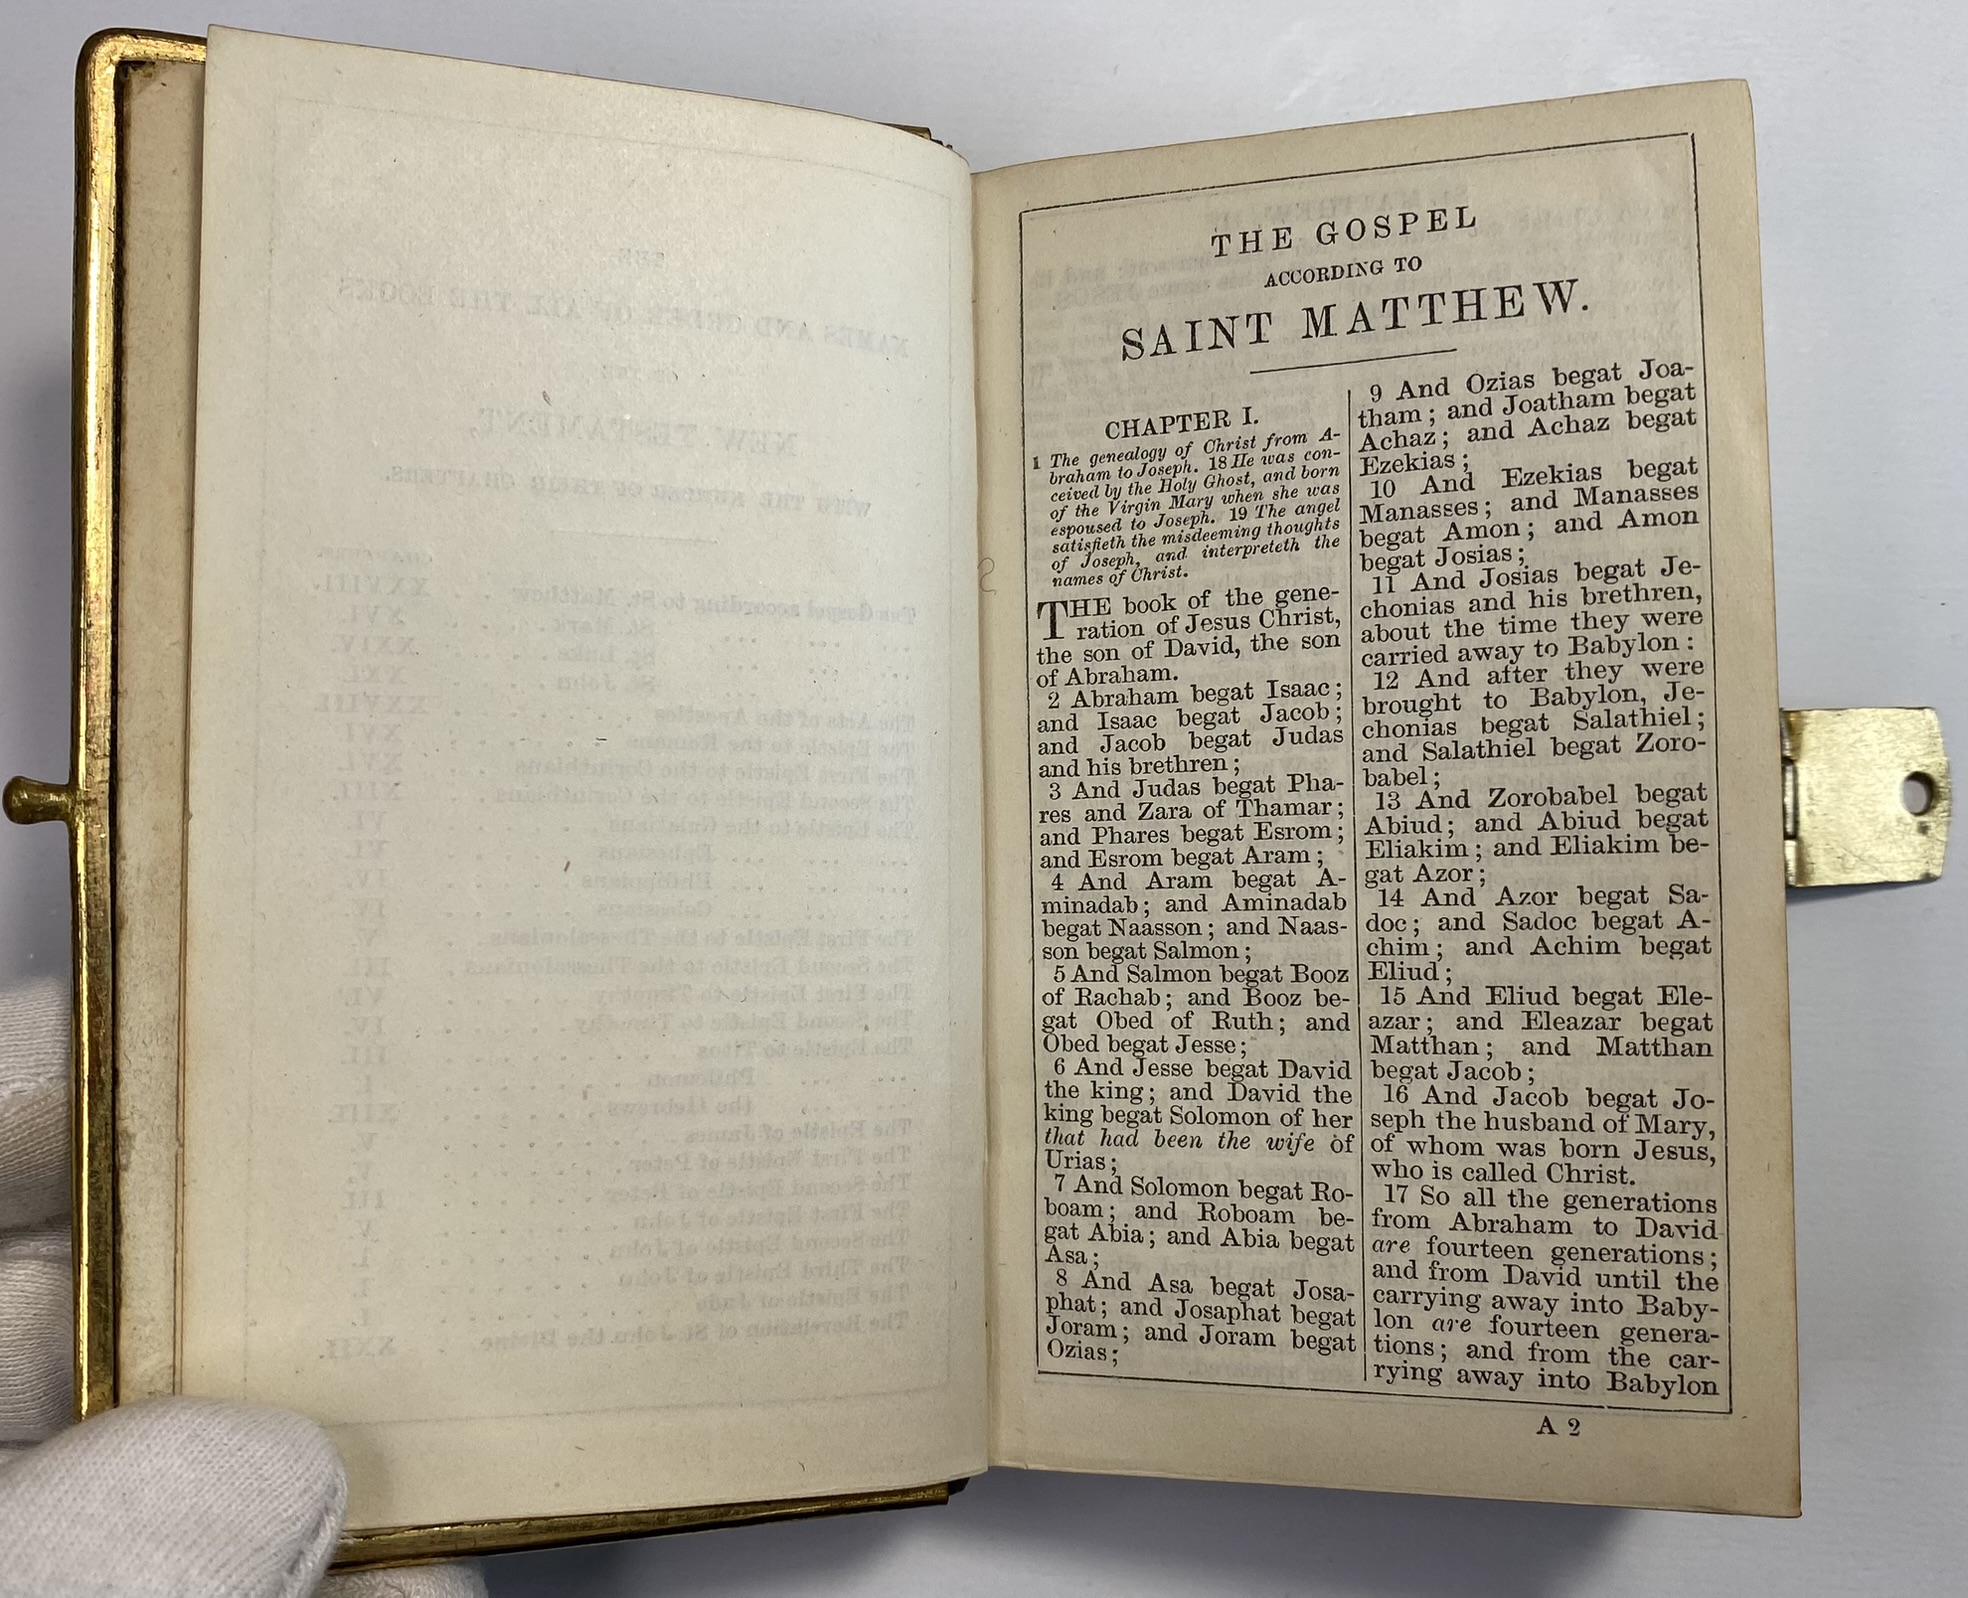 THE GOSPEL
ACCORDING TO
SAINT MATTHEW.
CHAPTER I.
1 The genealogy of Christ from A-
braham to Joseph. 18 He was con-
ceived by the Holy Ghost, and born
of the Virgin Mary when she was
espoused to Joseph. 19 The angel
satisfieth the misdeeming thoughts
of Joseph, and interpreteth the
names of Christ.
THE book of the gene-
ration of Jesus Christ,
the son of David, the son
of Abraham.
2 Abraham begat Isaac;
and Isaac begat Jacob;
and Jacob begat Judas
and his brethren;
3 And Judas begat Pha-
res and Zara of Thamar;
and Phares begat Esrom;
and Esrom begat Aram;
4 And Aram begat A-
minadab; and Aminadab
begat Naasson; and Naas-
son begat Salmon;
5 And Salmon begat Booz
of Rachab; and Booz be-
gat Obed of Ruth; and
Obed begat Jesse;
6 And Jesse begat David
the king; and David the
king begat Solomon of her
that had been the wife of
Urias;
7 And Solomon begat Ro-
boam; and Roboam be-
gat Abia; and Abia begat
Asa;
8 And Asa begat Josa-
phat; and Josaphat begat
Joram; and Joram begat
Ozias;
9 And Ozias begat Joa-
tham; and Joatham begat
Achaz; and Achaz begat
Ezekias;
10 And Ezekias begat
Manasses; and Manasses
begat Amon; and Amon
begat Josias;
11 And Josias begat Je-
chonias and his brethren,
about the time they were
carried away to Babylon:
12 And after they were
brought to Babylon, Je-
chonias begat Salathiel;
and Salathiel begat Zoro-
babel;
13 And Zorobabel begat
Abiud; and Abiud begat
Eliakim; and Eliakim be-
gat Azor;
14 And Azor begat Sa-
doc; and Sadoc begat A-
chim; and Achim begat
Eliud;
15 And Eliud begat Ele-
azar; and Eleazar begat
Matthan; and Matthan
begat Jacob;
16 And Jacob begat Jo-
seph the husband of Mary,
of whom was born Jesus,
who is called Christ.
17 So all the generations
from Abraham to David
are fourteen generations;
and from David until the
carrying away into Baby-
lon are fourteen genera-
tions; and from the car-
rying away into Babylon
A 2